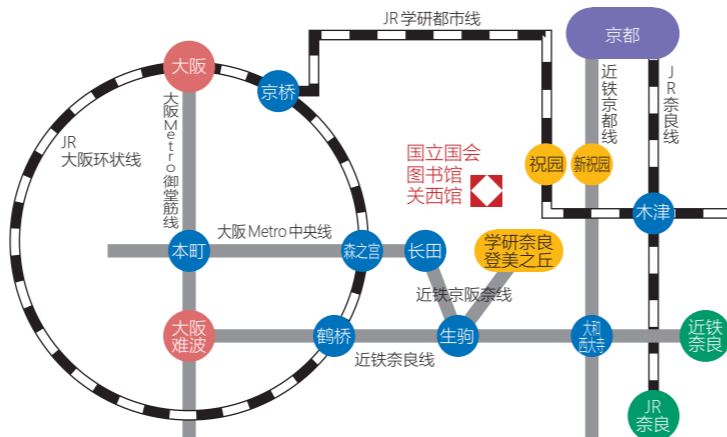 JR学研都市线
京都
大阪
京桥
近铁京都线
JR奈良线
大阪Metro御堂筋线
JR
大阪环状线
国立国会
图书馆
关西馆
祝园
新祝园
木津
大阪Metro中央线
本町
森之宫
长田
学研奈良
登美之丘
近铁京阪奈线
大阪
难波
鹤桥
近铁奈良线
生驹
大和
西大寺
近铁
奈良
JR
奈良